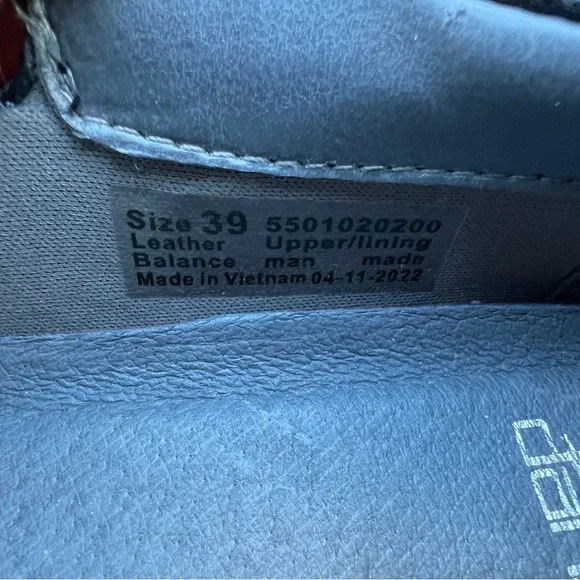 Size 39 5501020200
Leather Upper/lining
Balance man made
Made in Vietnam 04-11-2022